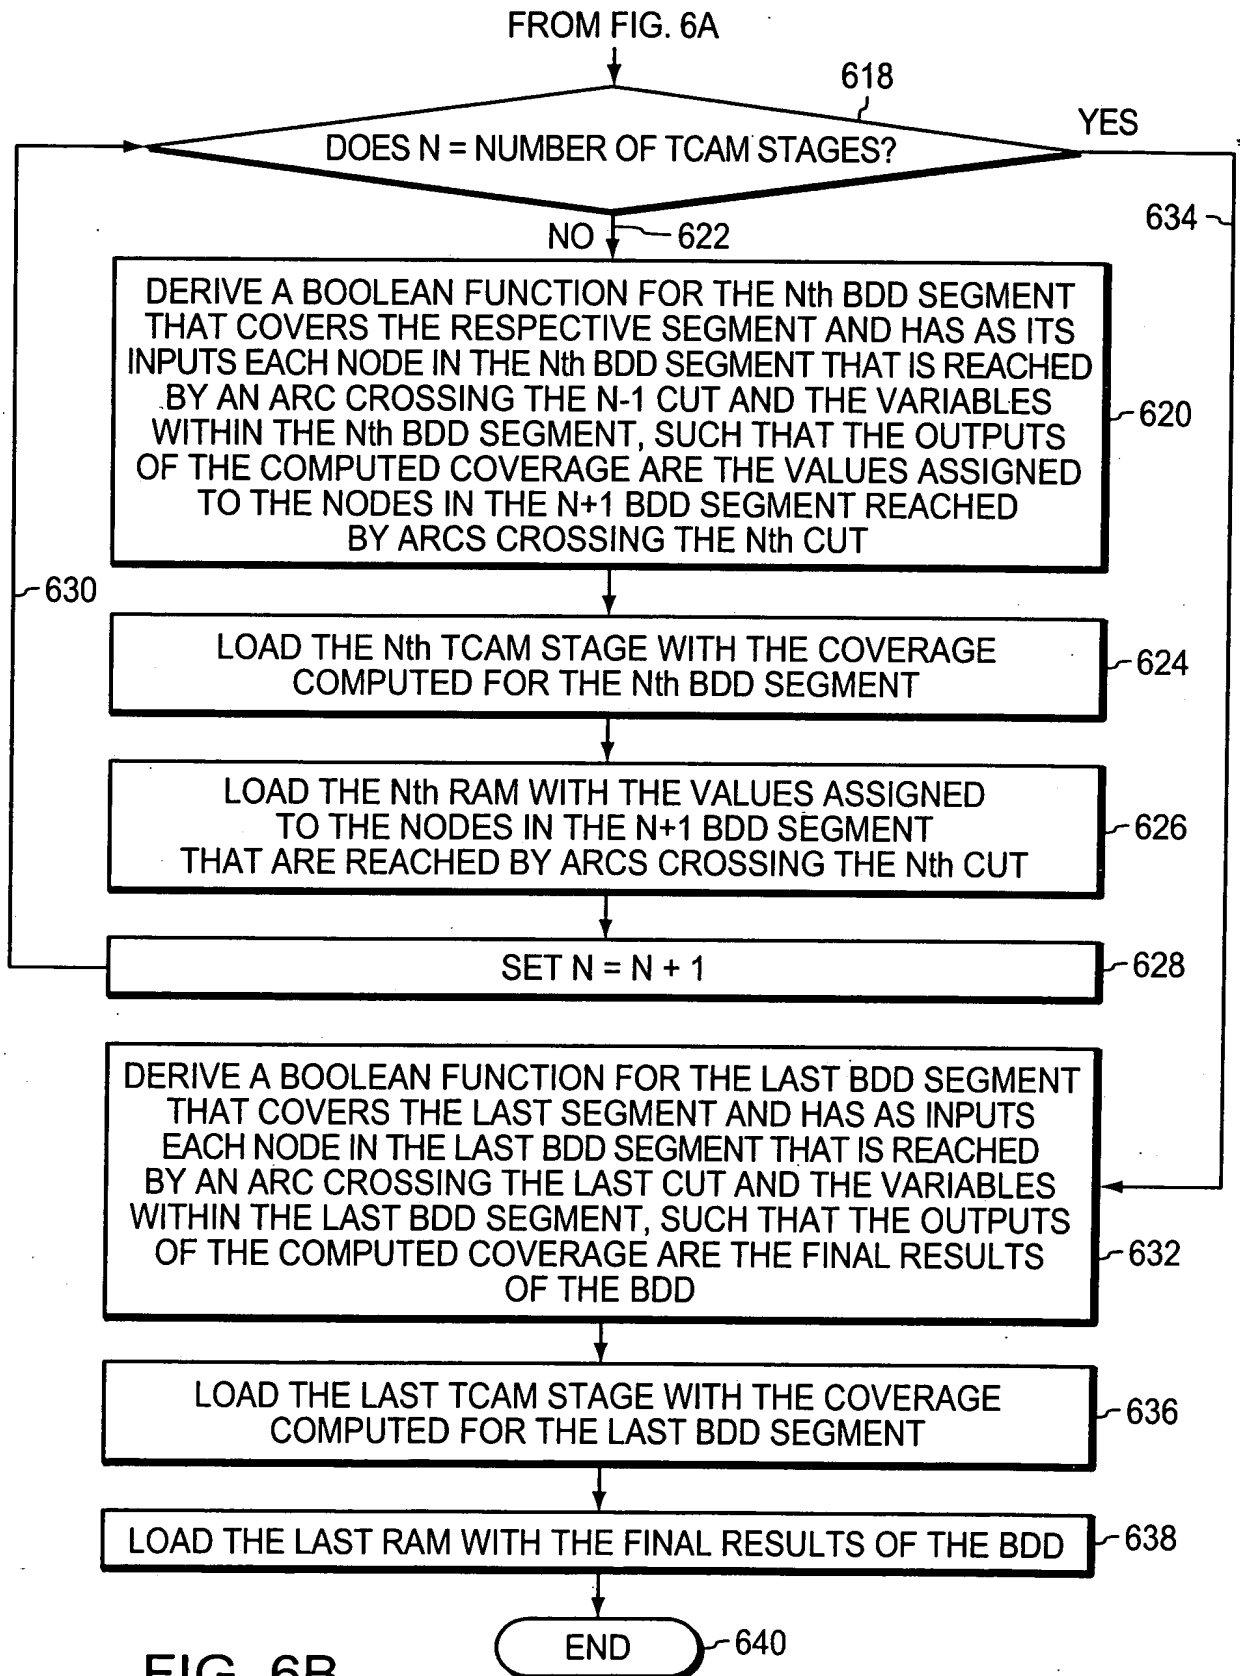 FROM FIG. 6A
618
DOES N = NUMBER OF TCAM STAGES?
YES
634
NO
622
DERIVE A BOOLEAN FUNCTION FOR THE Nth BDD SEGMENT
THAT COVERS THE RESPECTIVE SEGMENT AND HAS AS ITS
INPUTS EACH NODE IN THE Nth BDD SEGMENT THAT IS REACHED
BY AN ARC CROSSING THE N-1 CUT AND THE VARIABLES
WITHIN THE Nth BDD SEGMENT, SUCH THAT THE OUTPUTS
OF THE COMPUTED COVERAGE ARE THE VALUES ASSIGNED
TO THE NODES IN THE N+1 BDD SEGMENT REACHED
BY ARCS CROSSING THE Nth CUT
620
630
LOAD THE Nth TCAM STAGE WITH THE COVERAGE
COMPUTED FOR THE Nth BDD SEGMENT
624
LOAD THE Nth RAM WITH THE VALUES ASSIGNED
TO THE NODES IN THE N+1 BDD SEGMENT
THAT ARE REACHED BY ARCS CROSSING THE Nth CUT
626
SET N = N + 1
628
DERIVE A BOOLEAN FUNCTION FOR THE LAST BDD SEGMENT
THAT COVERS THE LAST SEGMENT AND HAS AS INPUTS
EACH NODE IN THE LAST BDD SEGMENT THAT IS REACHED
BY AN ARC CROSSING THE LAST CUT AND THE VARIABLES
WITHIN THE LAST BDD SEGMENT, SUCH THAT THE OUTPUTS
OF THE COMPUTED COVERAGE ARE THE FINAL RESULTS
OF THE BDD
632
LOAD THE LAST TCAM STAGE WITH THE COVERAGE
COMPUTED FOR THE LAST BDD SEGMENT
636
LOAD THE LAST RAM WITH THE FINAL RESULTS OF THE BDD
638
END
640
FIG. 6B